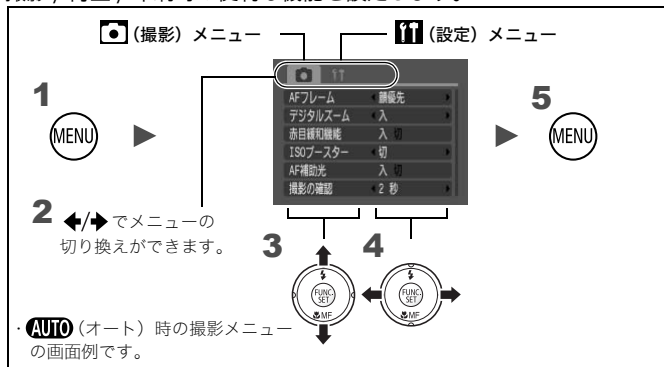 (撮影)メニュー
(設定)メニュー
AFフレーム 顔優先
デジタルズーム 入
赤目緩和機能 入 切
ISOブースター 切
AF補助光 入 切
撮影の確認 2 秒
1
MENU
2 ←/→でメニューの
切り換えができます。
3
FUNC.
SET
MF
4
FUNC.
SET
MF
5
MENU
・AUTO(オート)時の撮影メニュー
の画面例です。